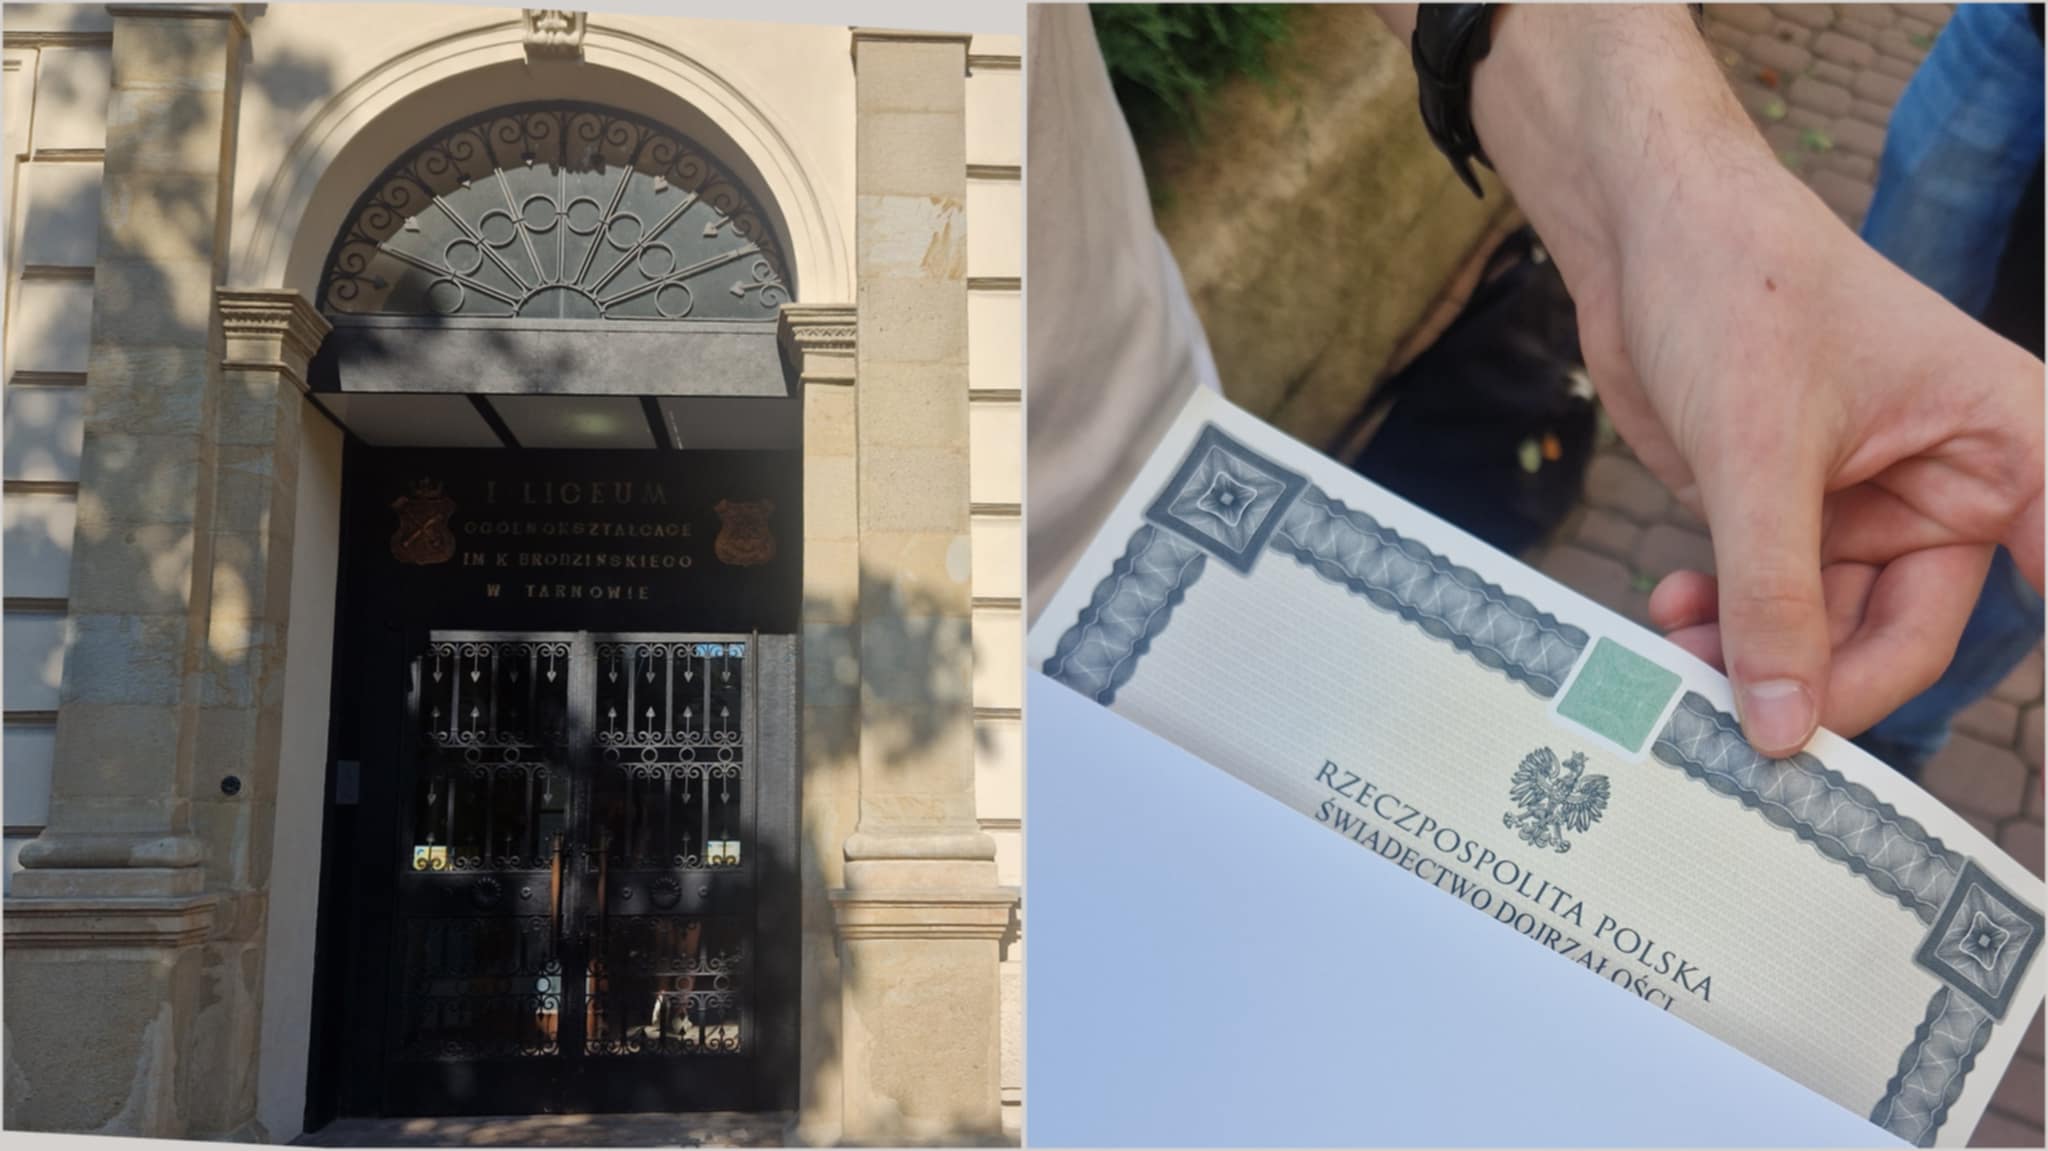 I LICEUM
OGÓLNOKSZTAŁCĄCE
IM K BRODZIŃSKIEGO
W TARNOWIE
RZECZPOSPOLITA POLSKA
ŚWIADECTWO DOJRZAŁOŚCI